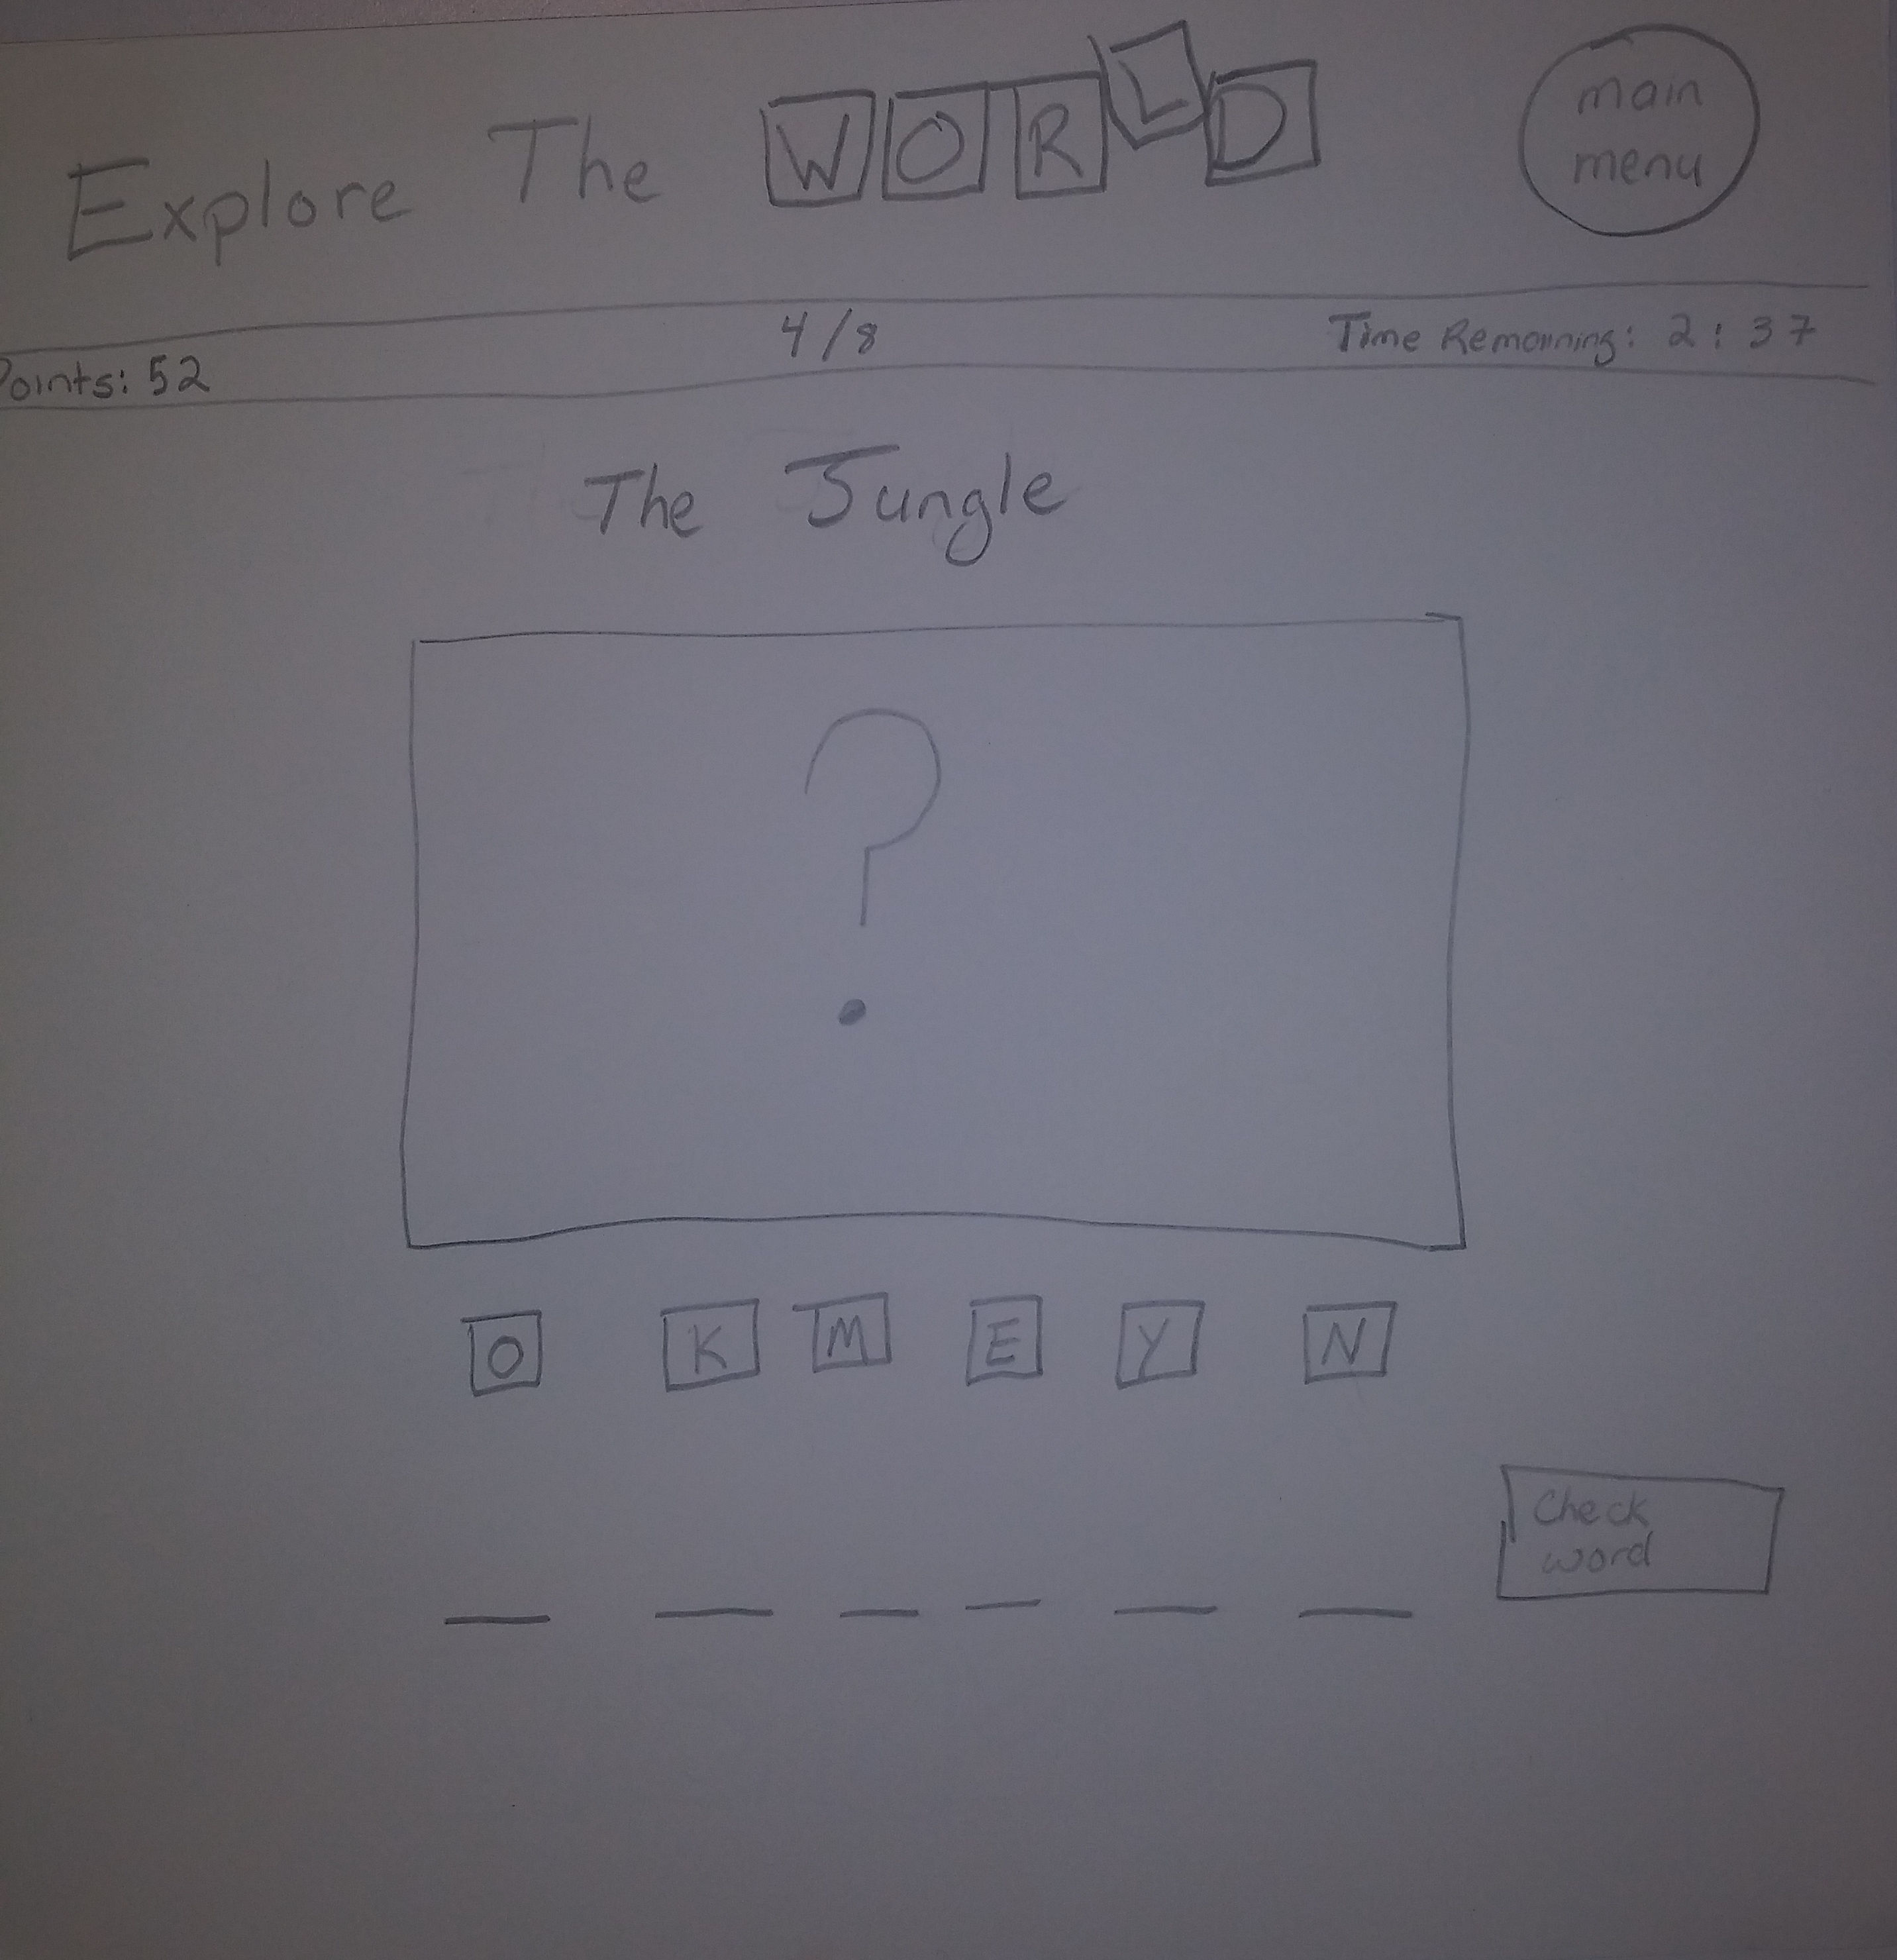 Explore The WORLD
main
menu
Points: 52
4/8
Time Remaining: 2:37
The Jungle
?
O K M E Y N
Check
word